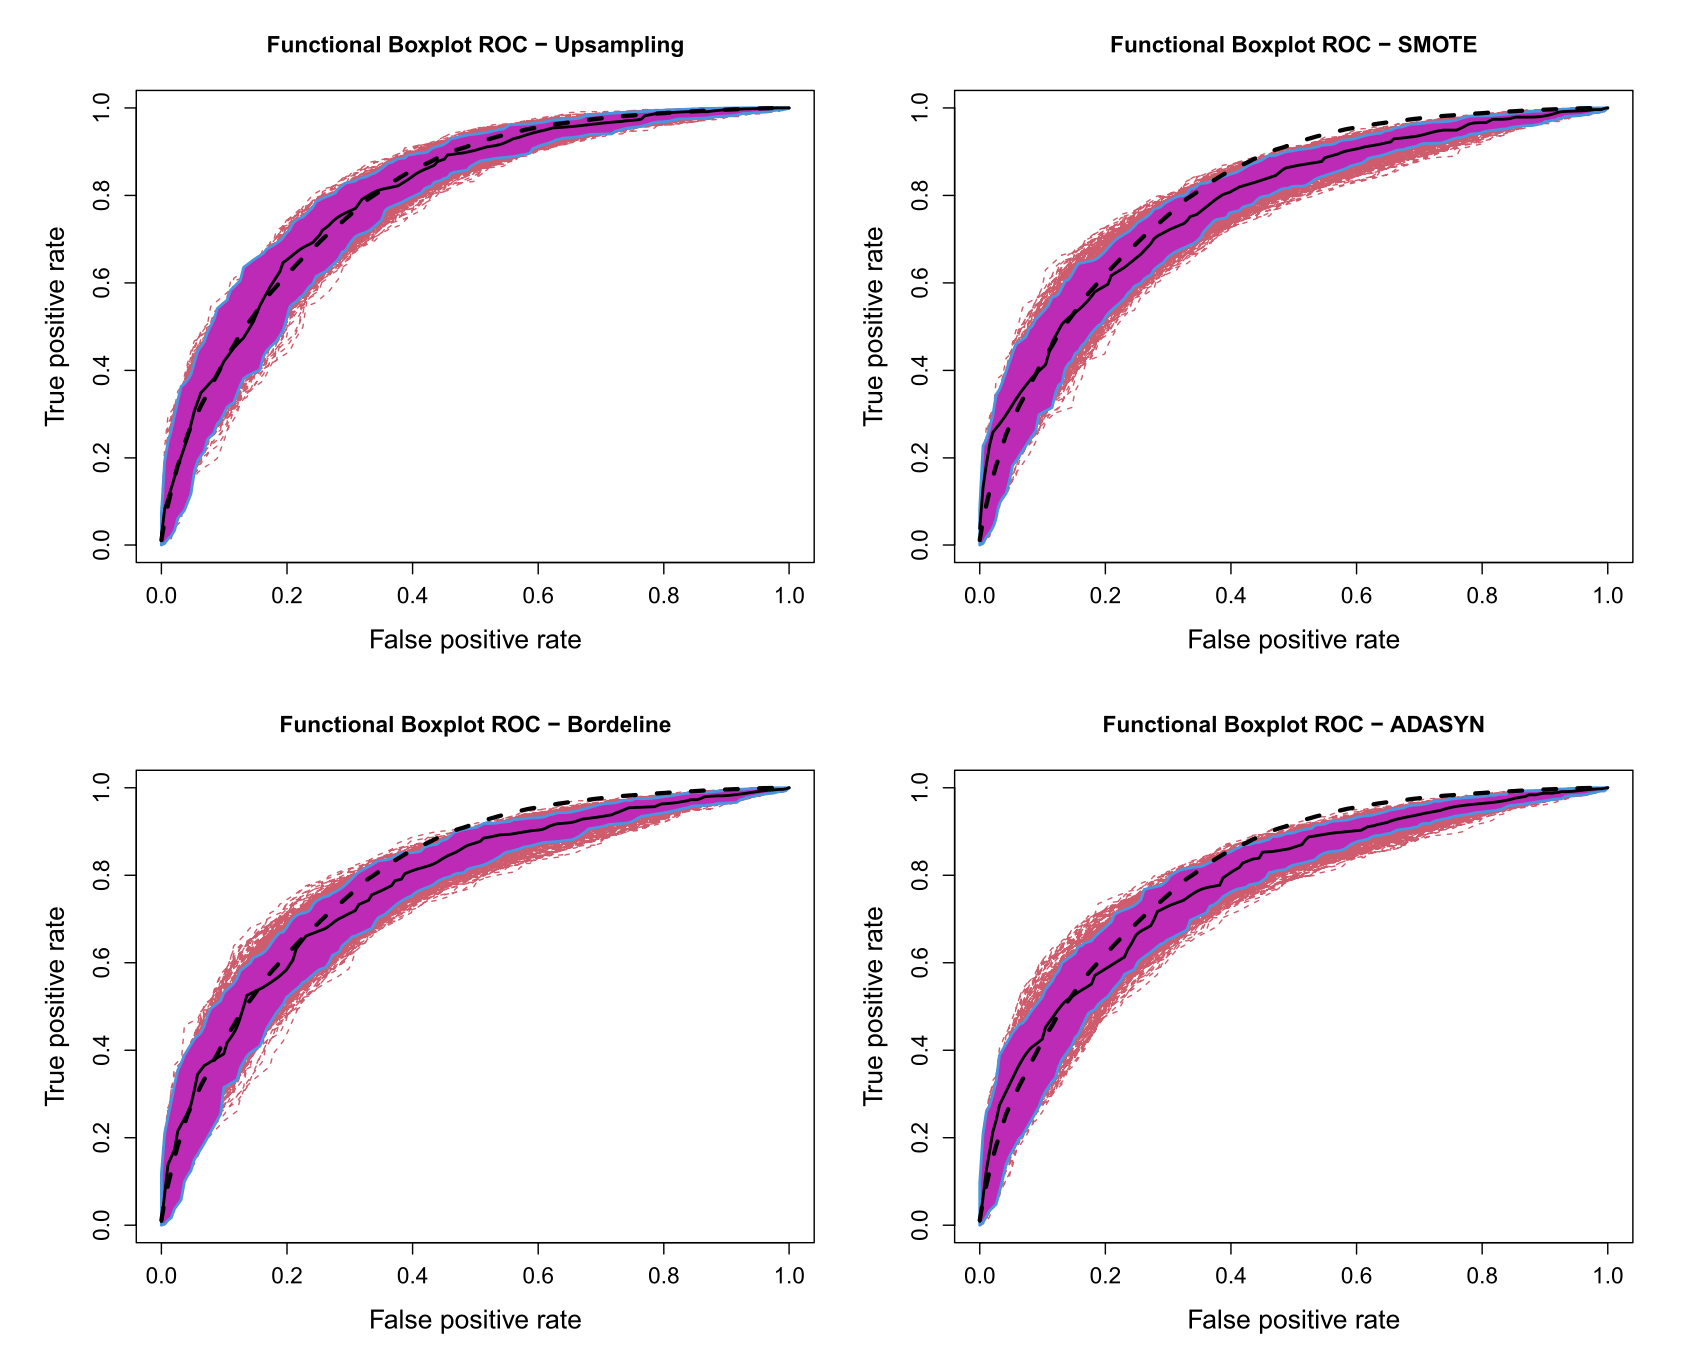 Functional Boxplot ROC − Upsampling
True positive rate
1.0
0.8
0.6
0.4
0.2
0.0
0.0 0.2 0.4 0.6 0.8 1.0
False positive rate
Functional Boxplot ROC − SMOTE
True positive rate
1.0
0.8
0.6
0.4
0.2
0.0
0.0 0.2 0.4 0.6 0.8 1.0
False positive rate
Functional Boxplot ROC − Bordeline
True positive rate
1.0
0.8
0.6
0.4
0.2
0.0
0.0 0.2 0.4 0.6 0.8 1.0
False positive rate
Functional Boxplot ROC − ADASYN
True positive rate
1.0
0.8
0.6
0.4
0.2
0.0
0.0 0.2 0.4 0.6 0.8 1.0
False positive rate